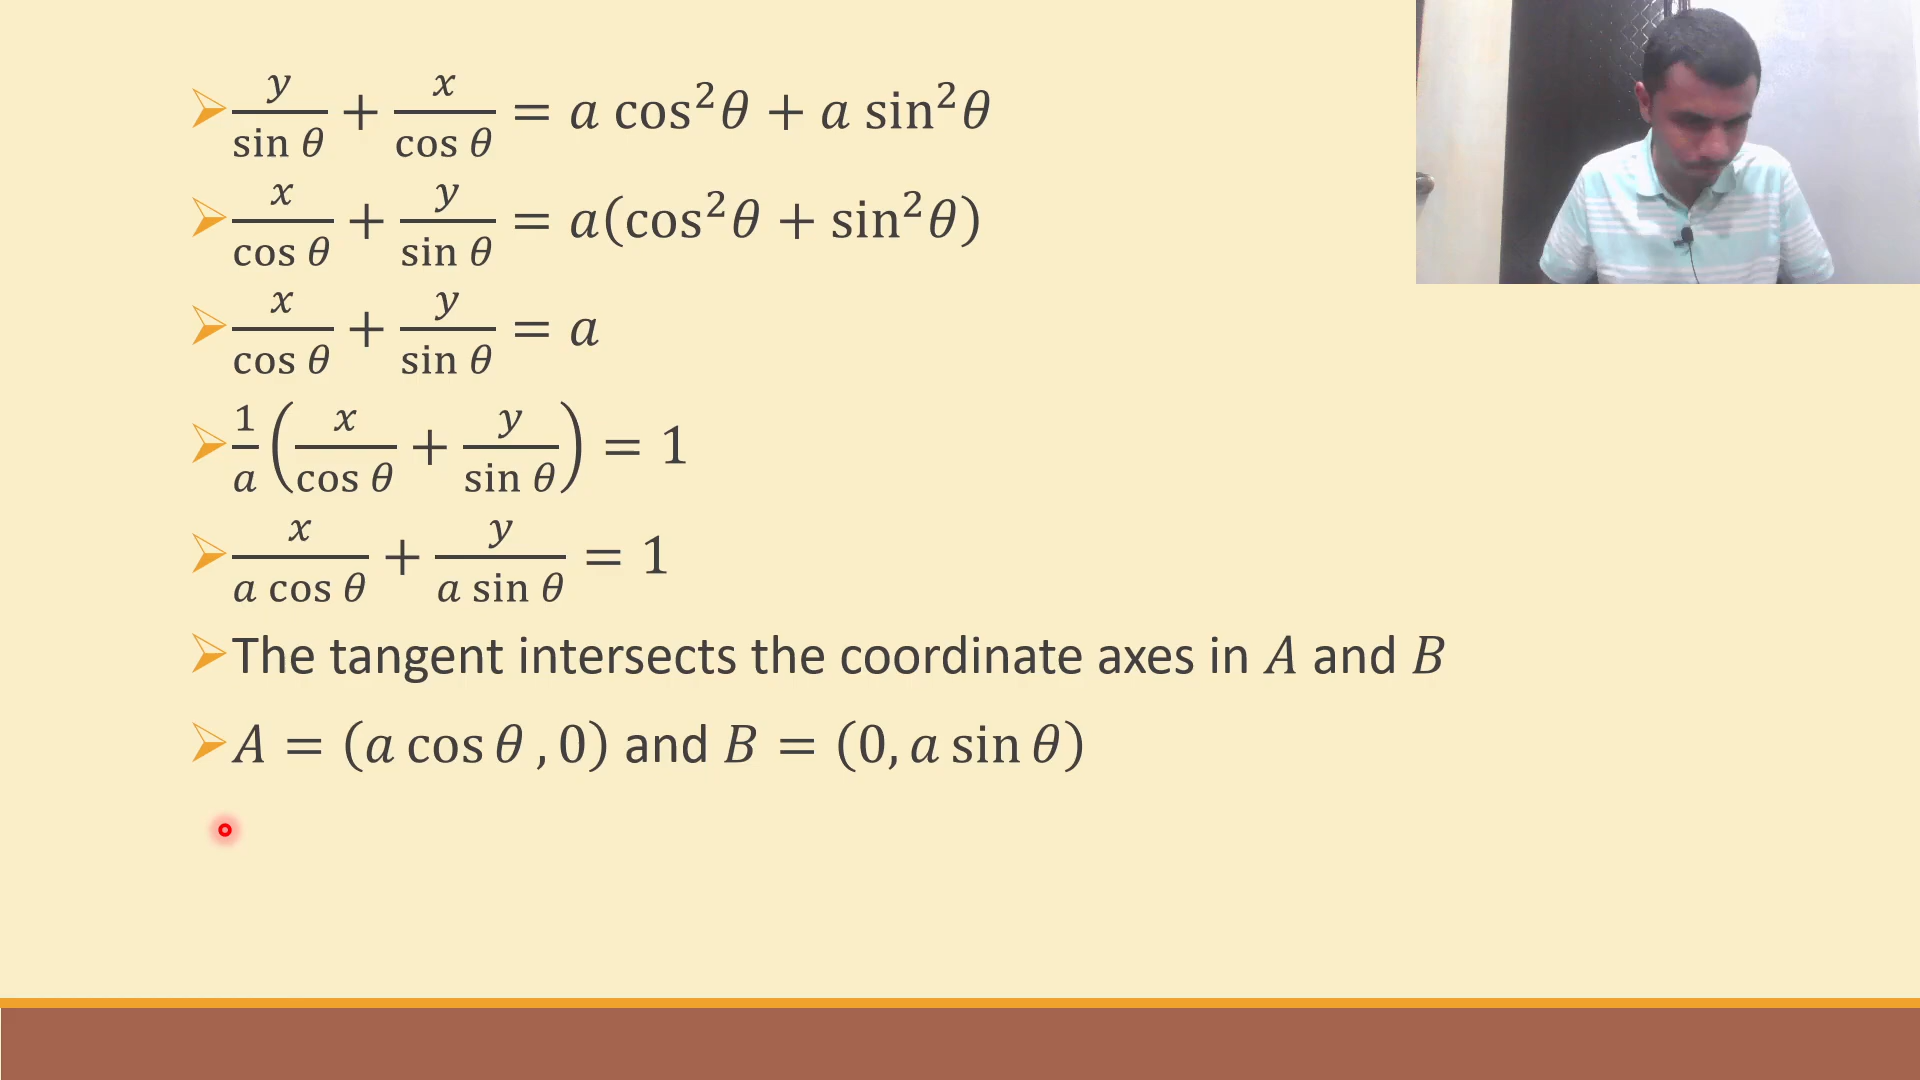 y/sin θ + x/cos θ = a cos²θ + a sin²θ
x/cos θ + y/sin θ = a(cos²θ + sin²θ)
x/cos θ + y/sin θ = a
1/a (x/cos θ + y/sin θ) = 1
x/a cos θ + y/a sin θ = 1
The tangent intersects the coordinate axes in A and B
A = (a cos θ , 0) and B = (0, a sin θ)